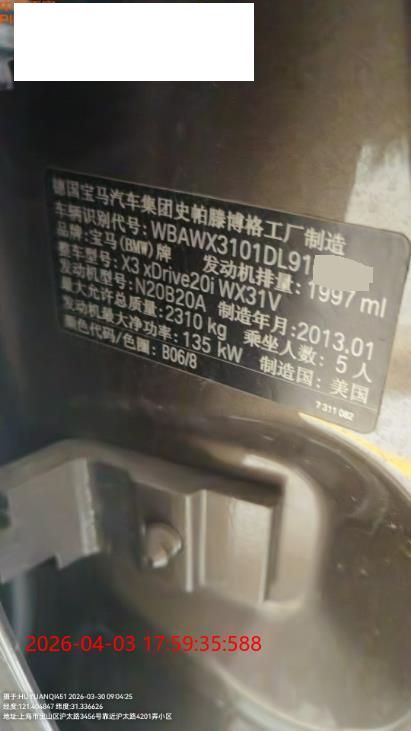 德国宝马汽车集团史帕滕博格工厂制造
车辆识别代号: WBAWX3101DL91
品牌: 宝马(BMW)牌 发动机排量: 1997 ml
整车型号: X3 xDrive20i WX31V
发动机型号: N20B20A 制造年月: 2013.01
最大允许总质量: 2310 kg 乘坐人数: 5 人
发动机最大净功率: 135 kW 制造国: 美国
颜色代码/色圈: B06/8
7 311 082
2026-04-03 17:59:35:588
摄于:HUYUANQI451 2026-03-30 09:04:25
经度:121.404847 纬度:31.336626
地址:上海市宝山区沪太路3456号靠近沪太路4201弄小区